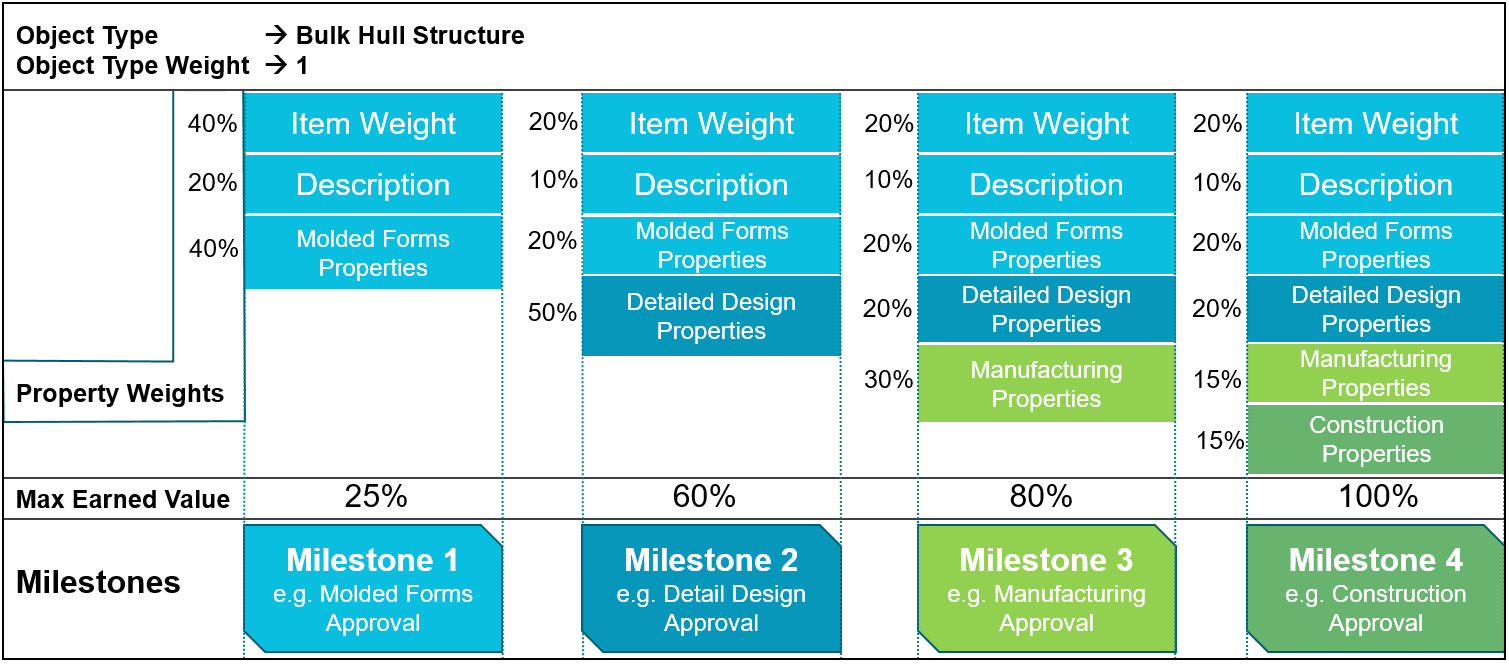 Object Type → Bulk Hull Structure
Object Type Weight → 1
40% Item Weight 20% Item Weight 20% Item Weight 20% Item Weight
20% Description 10% Description 10% Description 10% Description
40% Molded Forms 20% Molded Forms 20% Molded Forms 20% Molded Forms
Properties Properties Properties Properties
50% Detailed Design 20% Detailed Design 20% Detailed Design
Properties Properties Properties
30% Manufacturing 15% Manufacturing
Properties Properties
Property Weights
15% Construction
Properties
Max Earned Value 25% 60% 80% 100%
Milestones
Milestone 1 Milestone 2 Milestone 3 Milestone 4
e.g. Molded Forms e.g. Detail Design e.g. Manufacturing e.g. Construction
Approval Approval Approval Approval